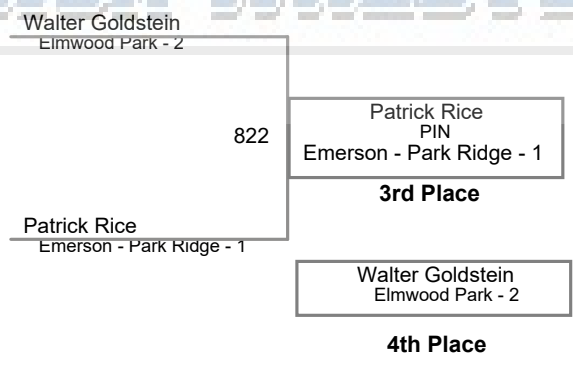 Walter Goldstein
Elmwood Park - 2
822
Patrick Rice
PIN
Emerson - Park Ridge - 1
3rd Place
Patrick Rice
Emerson - Park Ridge - 1
Walter Goldstein
Elmwood Park - 2
4th Place